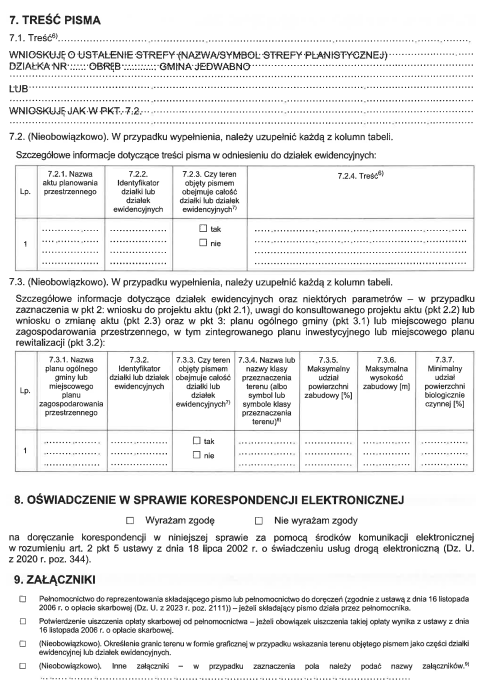 7. TREŚĆ PISMA
7.1. Treść⁶⁾
WNIOSKUJĘ O USTALENIE STREFY (NAZWA/SYMBOL STREFY PLANISTYCZNEJ)
DZIAŁKA NR ...... OBRĘB ........... GMINA JEDWABNO
LUB
WNIOSKUJĘ JAK W PKT. 7.2.
7.2. (Nieobowiązkowo). W przypadku wypełnienia, należy uzupełnić każdą z kolumn tabeli.
Szczegółowe informacje dotyczące treści pisma w odniesieniu do działek ewidencyjnych:
Lp.
7.2.1. Nazwa
aktu planowania
przestrzennego
7.2.2.
Identyfikator
działki lub
działek
ewidencyjnych
7.2.3. Czy teren
objęty pismem
obejmuje całość
działki lub działek
ewidencyjnych⁷⁾
7.2.4. Treść⁶⁾
1
☐ tak
☐ nie
7.3. (Nieobowiązkowo). W przypadku wypełnienia, należy uzupełnić każdą z kolumn tabeli.
Szczegółowe informacje dotyczące działek ewidencyjnych oraz niektórych parametrów – w przypadku
zaznaczenia w pkt 2: wniosku do projektu aktu (pkt 2.1), uwagi do konsultowanego projektu aktu (pkt 2.2) lub
wniosku o zmianę aktu (pkt 2.3) oraz w pkt 3: planu ogólnego gminy (pkt 3.1) lub miejscowego planu
zagospodarowania przestrzennego, w tym zintegrowanego planu inwestycyjnego lub miejscowego planu
rewitalizacji (pkt 3.2):
Lp.
7.3.1. Nazwa
planu ogólnego
gminy lub
miejscowego
planu
zagospodarowania
przestrzennego
7.3.2.
Identyfikator
działki lub działek
ewidencyjnych
7.3.3. Czy teren
objęty pismem
obejmuje całość
działki lub
działek
ewidencyjnych⁷⁾
7.3.4. Nazwa lub
nazwy klasy
przeznaczenia
terenu (albo
symbol lub
symbole klasy
przeznaczenia
terenu)⁸⁾
7.3.5.
Maksymalny
udział
powierzchni
zabudowy [%]
7.3.6.
Maksymalna
wysokość
zabudowy [m]
7.3.7.
Minimalny
udział
powierzchni
biologicznie
czynnej [%]
1
☐ tak
☐ nie
8. OŚWIADCZENIE W SPRAWIE KORESPONDENCJI ELEKTRONICZNEJ
☐ Wyrażam zgodę ☐ Nie wyrażam zgody
na doręczanie korespondencji w niniejszej sprawie za pomocą środków komunikacji elektronicznej
w rozumieniu art. 2 pkt 5 ustawy z dnia 18 lipca 2002 r. o świadczeniu usług drogą elektroniczną (Dz. U.
z 2020 r. poz. 344).
9. ZAŁĄCZNIKI
☐ Pełnomocnictwo do reprezentowania składającego pismo lub pełnomocnictwo do doręczeń (zgodnie z ustawą z dnia 16 listopada
2006 r. o opłacie skarbowej (Dz. U. z 2023 r. poz. 2111)) – jeżeli składający pismo działa przez pełnomocnika.
☐ Potwierdzenie uiszczenia opłaty skarbowej od pełnomocnictwa – jeżeli obowiązek uiszczenia takiej opłaty wynika z ustawy z dnia
16 listopada 2006 r. o opłacie skarbowej.
☐ (Nieobowiązkowo). Określenie granic terenu w formie graficznej w przypadku wskazania terenu objętego pismem jako części działki
ewidencyjnej lub działek ewidencyjnych.
☐ (Nieobowiązkowo). Inne załączniki – w przypadku zaznaczenia pola należy podać nazwy załączników.⁹⁾